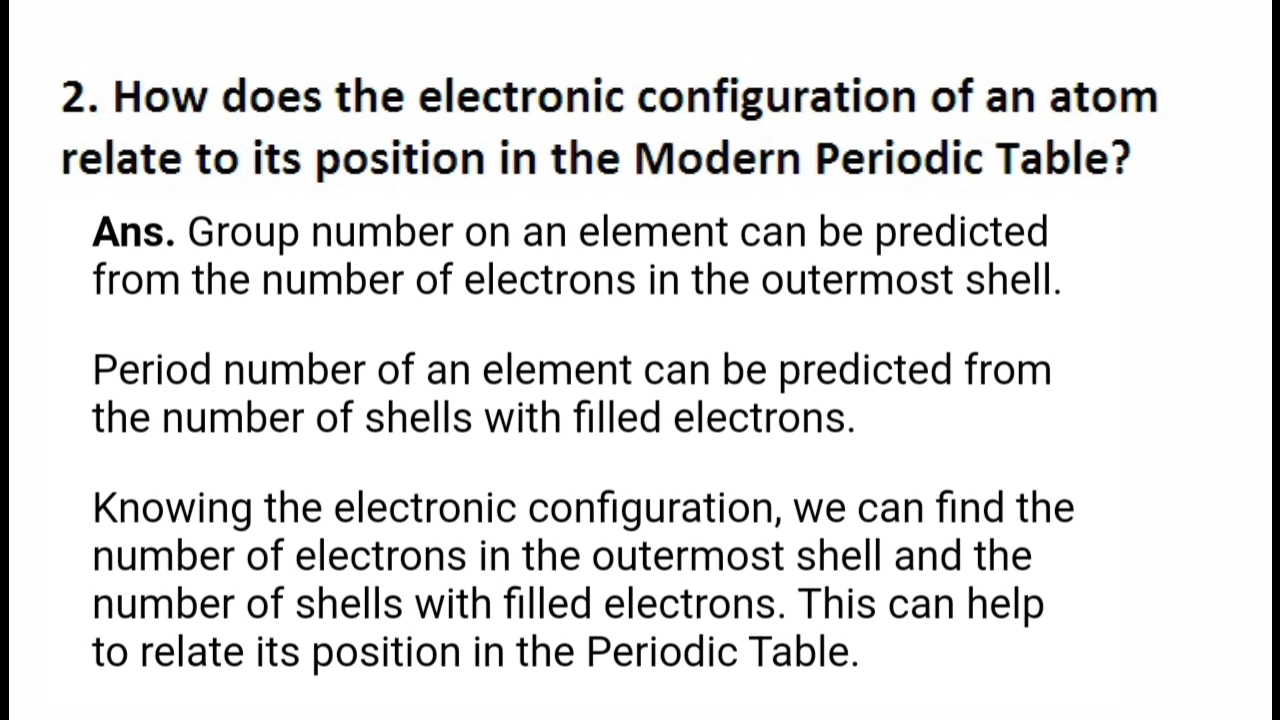 2. How does the electronic configuration of an atom
relate to its position in the Modern Periodic Table?
Ans. Group number on an element can be predicted
from the number of electrons in the outermost shell.
Period number of an element can be predicted from
the number of shells with filled electrons.
Knowing the electronic configuration, we can find the
number of electrons in the outermost shell and the
number of shells with filled electrons. This can help
to relate its position in the Periodic Table.